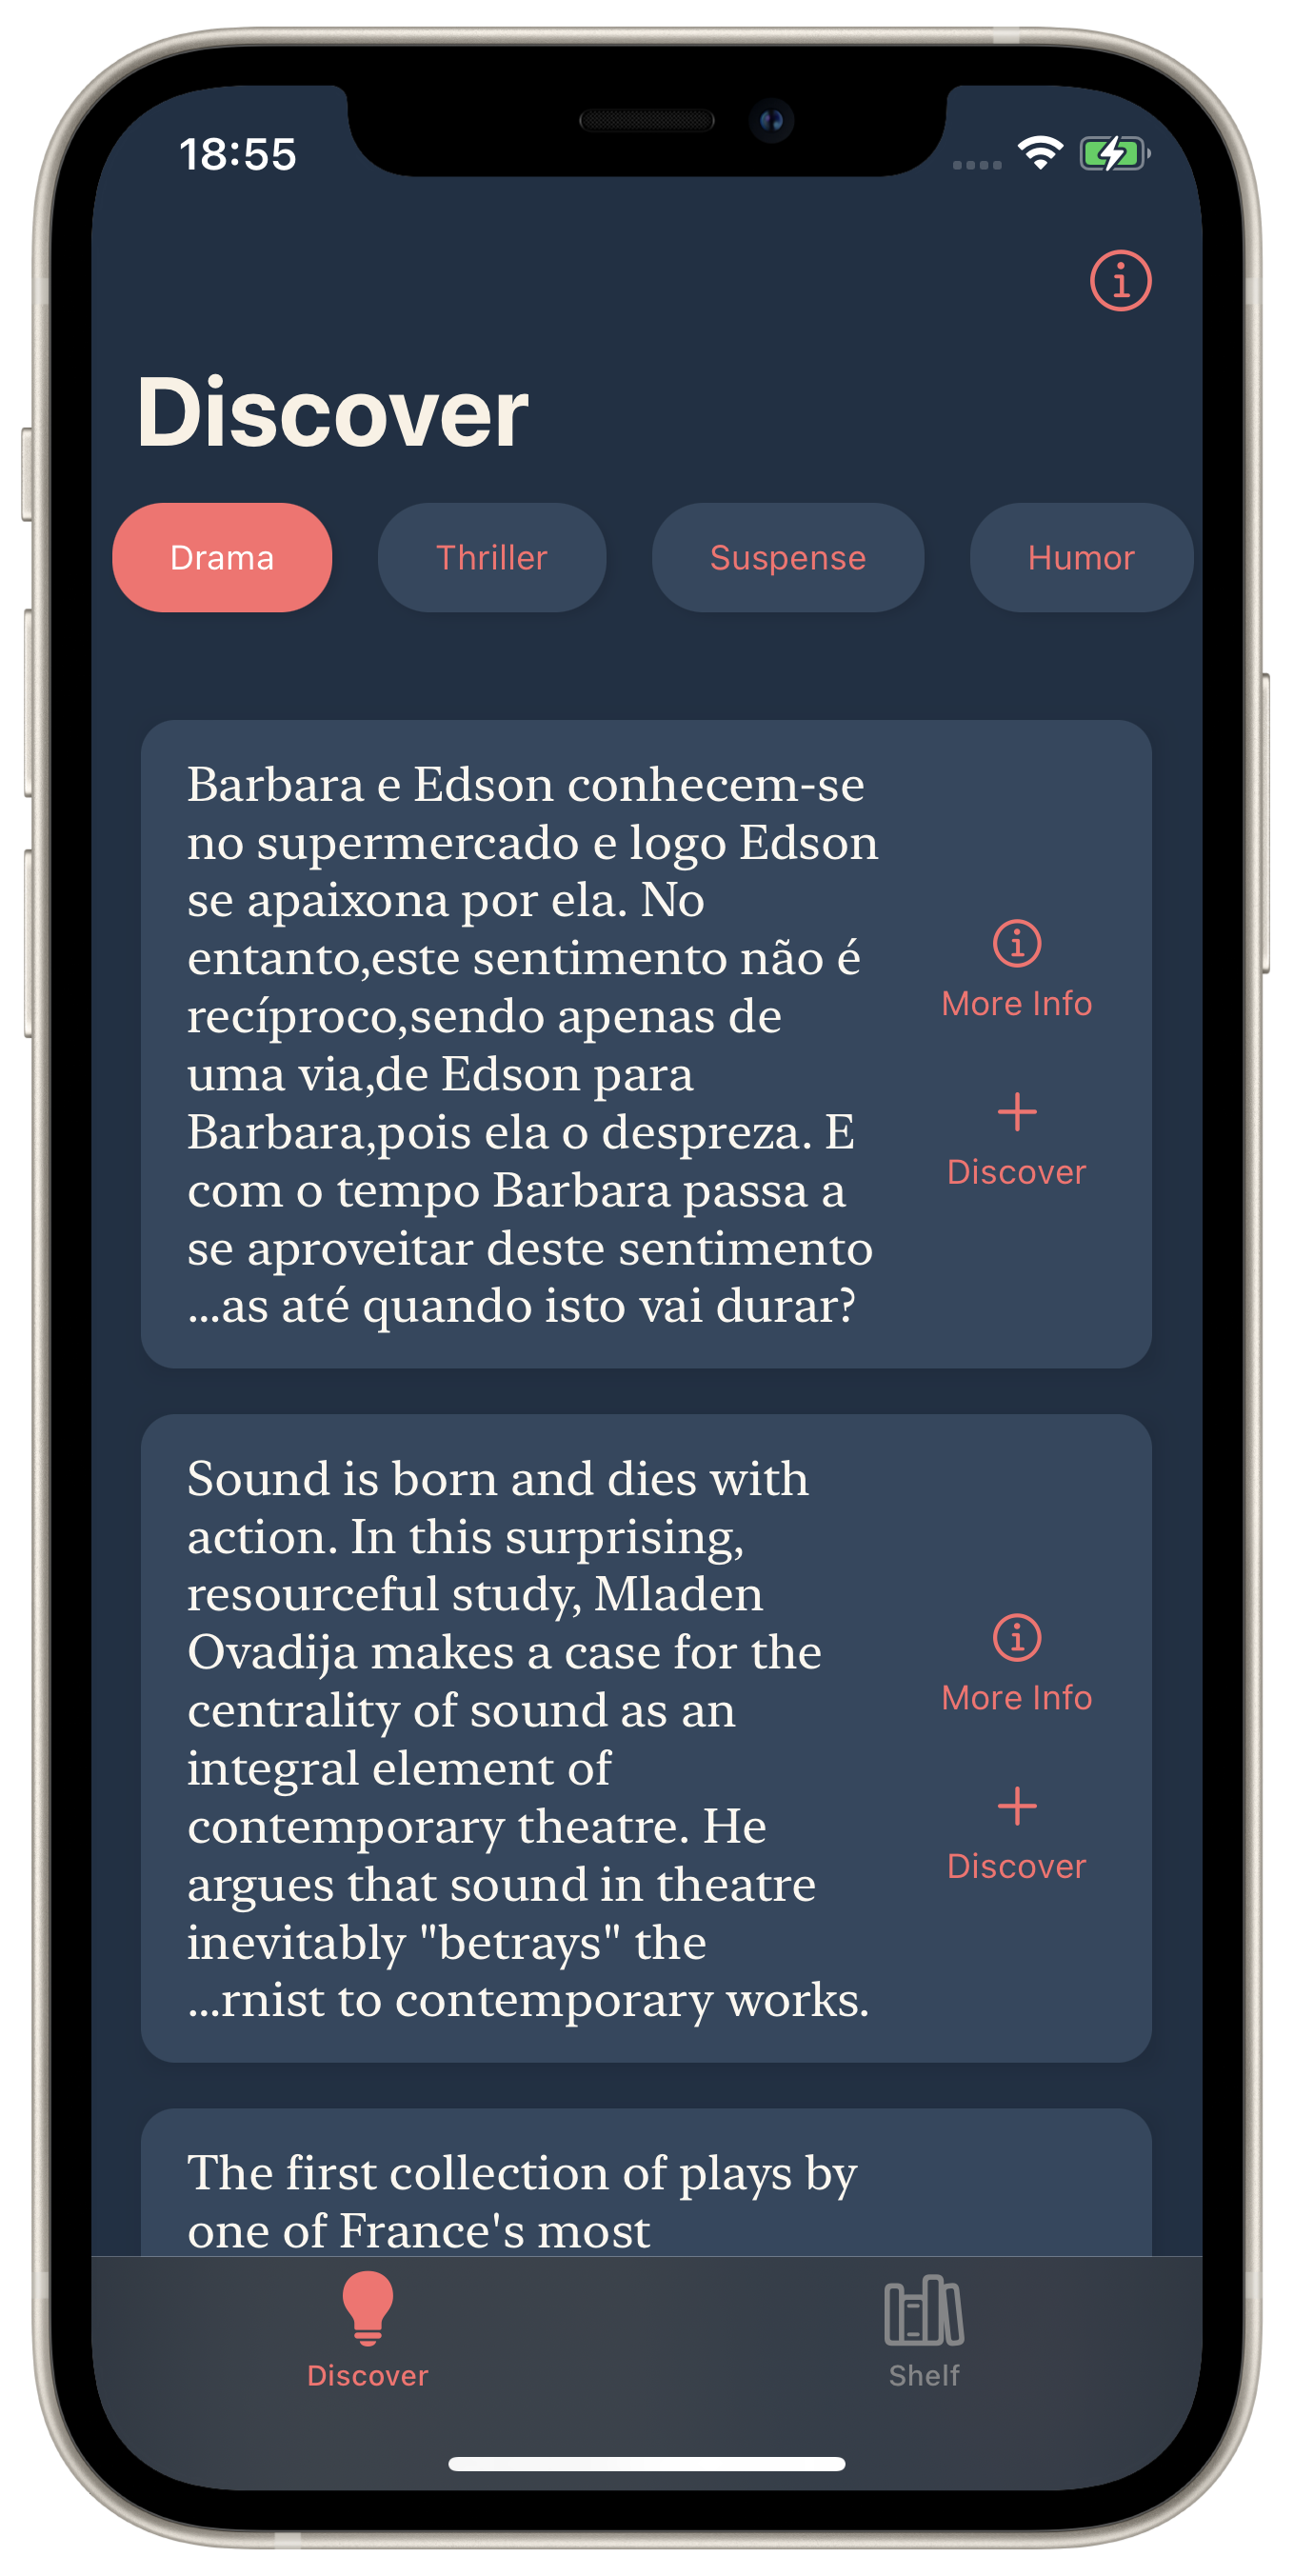 18:55
Discover
Drama
Thriller
Suspense
Humor
Barbara e Edson conhecem-se
no supermercado e logo Edson
se apaixona por ela. No
entanto,este sentimento não é
recíproco,sendo apenas de
uma via,de Edson para
Barbara,pois ela o despreza. E
com o tempo Barbara passa a
se aproveitar deste sentimento
...as até quando isto vai durar?
More Info
Discover
Sound is born and dies with
action. In this surprising,
resourceful study, Mladen
Ovadija makes a case for the
centrality of sound as an
integral element of
contemporary theatre. He
argues that sound in theatre
inevitably "betrays" the
...rnist to contemporary works.
More Info
Discover
The first collection of plays by
one of France's most
Discover
Shelf